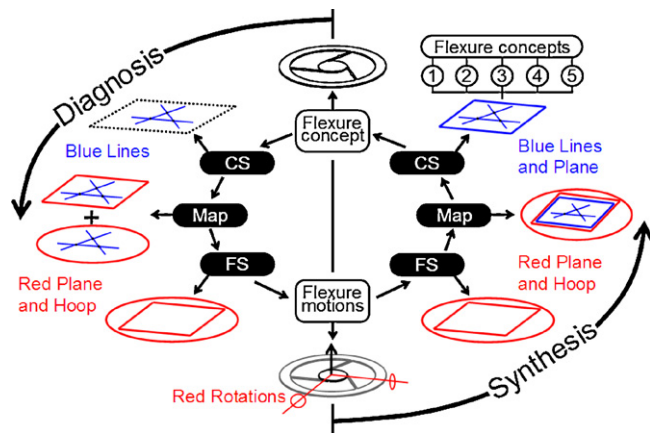 Diagnosis
Flexure concepts
1 2 3 4 5
Flexure
concept
Blue Lines
CS
CS
Blue Lines
and Plane
+
Map
Map
Red Plane
and Hoop
FS
FS
Red Plane
and Hoop
Flexure
motions
Red Rotations
Synthesis